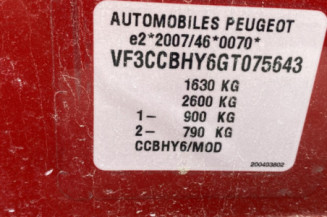 AUTOMOBILES PEUGEOT
e2*2007/46*0070*
VF3CCBHY6GT075643
1630 KG
2600 KG
1- 900 KG
2- 790 KG
CCBHY6/MOD
200403802